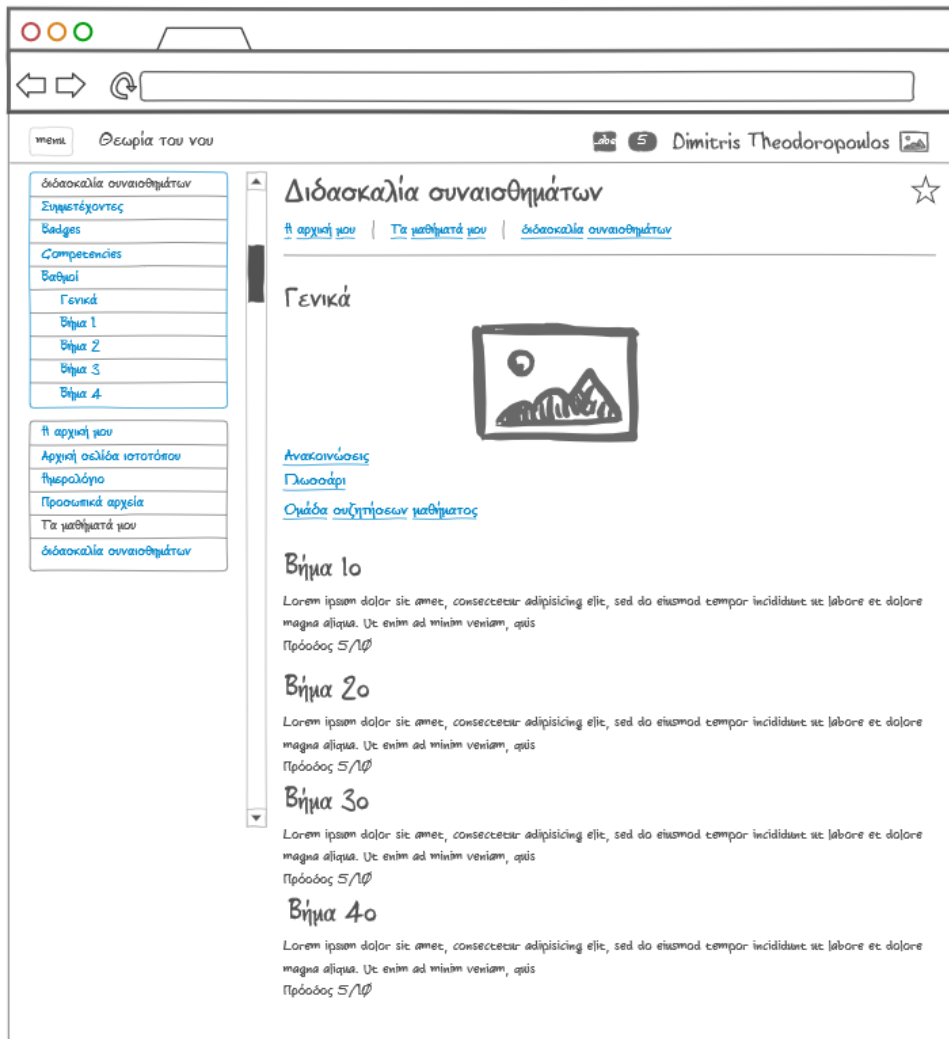 menu Θεωρία του νου 5 Dimitris Theodoropoulos
διδασκαλία συναισθημάτων
Συμμετέχοντες
Badges
Competencies
Βαθμοί
Γενικά
Βήμα 1
Βήμα 2
Βήμα 3
Βήμα 4
Η αρχική μου
Αρχική σελίδα ιστοτόπου
Ημερολόγιο
Προσωπικά αρχεία
Τα μαθήματά μου
διδασκαλία συναισθημάτων
Διδασκαλία συναισθημάτων
Η αρχική μου | Τα μαθήματά μου | διδασκαλία συναισθημάτων
Γενικά
Ανακοινώσεις
Γλωσσάρι
Ομάδα συζητήσεων μαθήματος
Βήμα 1ο
Lorem ipsum dolor sit amet, consectetur adipisicing elit, sed do eiusmod tempor incididunt ut labore et dolore
magna aliqua. Ut enim ad minim veniam, quis
Πρόοδος 5/10
Βήμα 2ο
Lorem ipsum dolor sit amet, consectetur adipisicing elit, sed do eiusmod tempor incididunt ut labore et dolore
magna aliqua. Ut enim ad minim veniam, quis
Πρόοδος 5/10
Βήμα 3ο
Lorem ipsum dolor sit amet, consectetur adipisicing elit, sed do eiusmod tempor incididunt ut labore et dolore
magna aliqua. Ut enim ad minim veniam, quis
Πρόοδος 5/10
Βήμα 4ο
Lorem ipsum dolor sit amet, consectetur adipisicing elit, sed do eiusmod tempor incididunt ut labore et dolore
magna aliqua. Ut enim ad minim veniam, quis
Πρόοδος 5/10